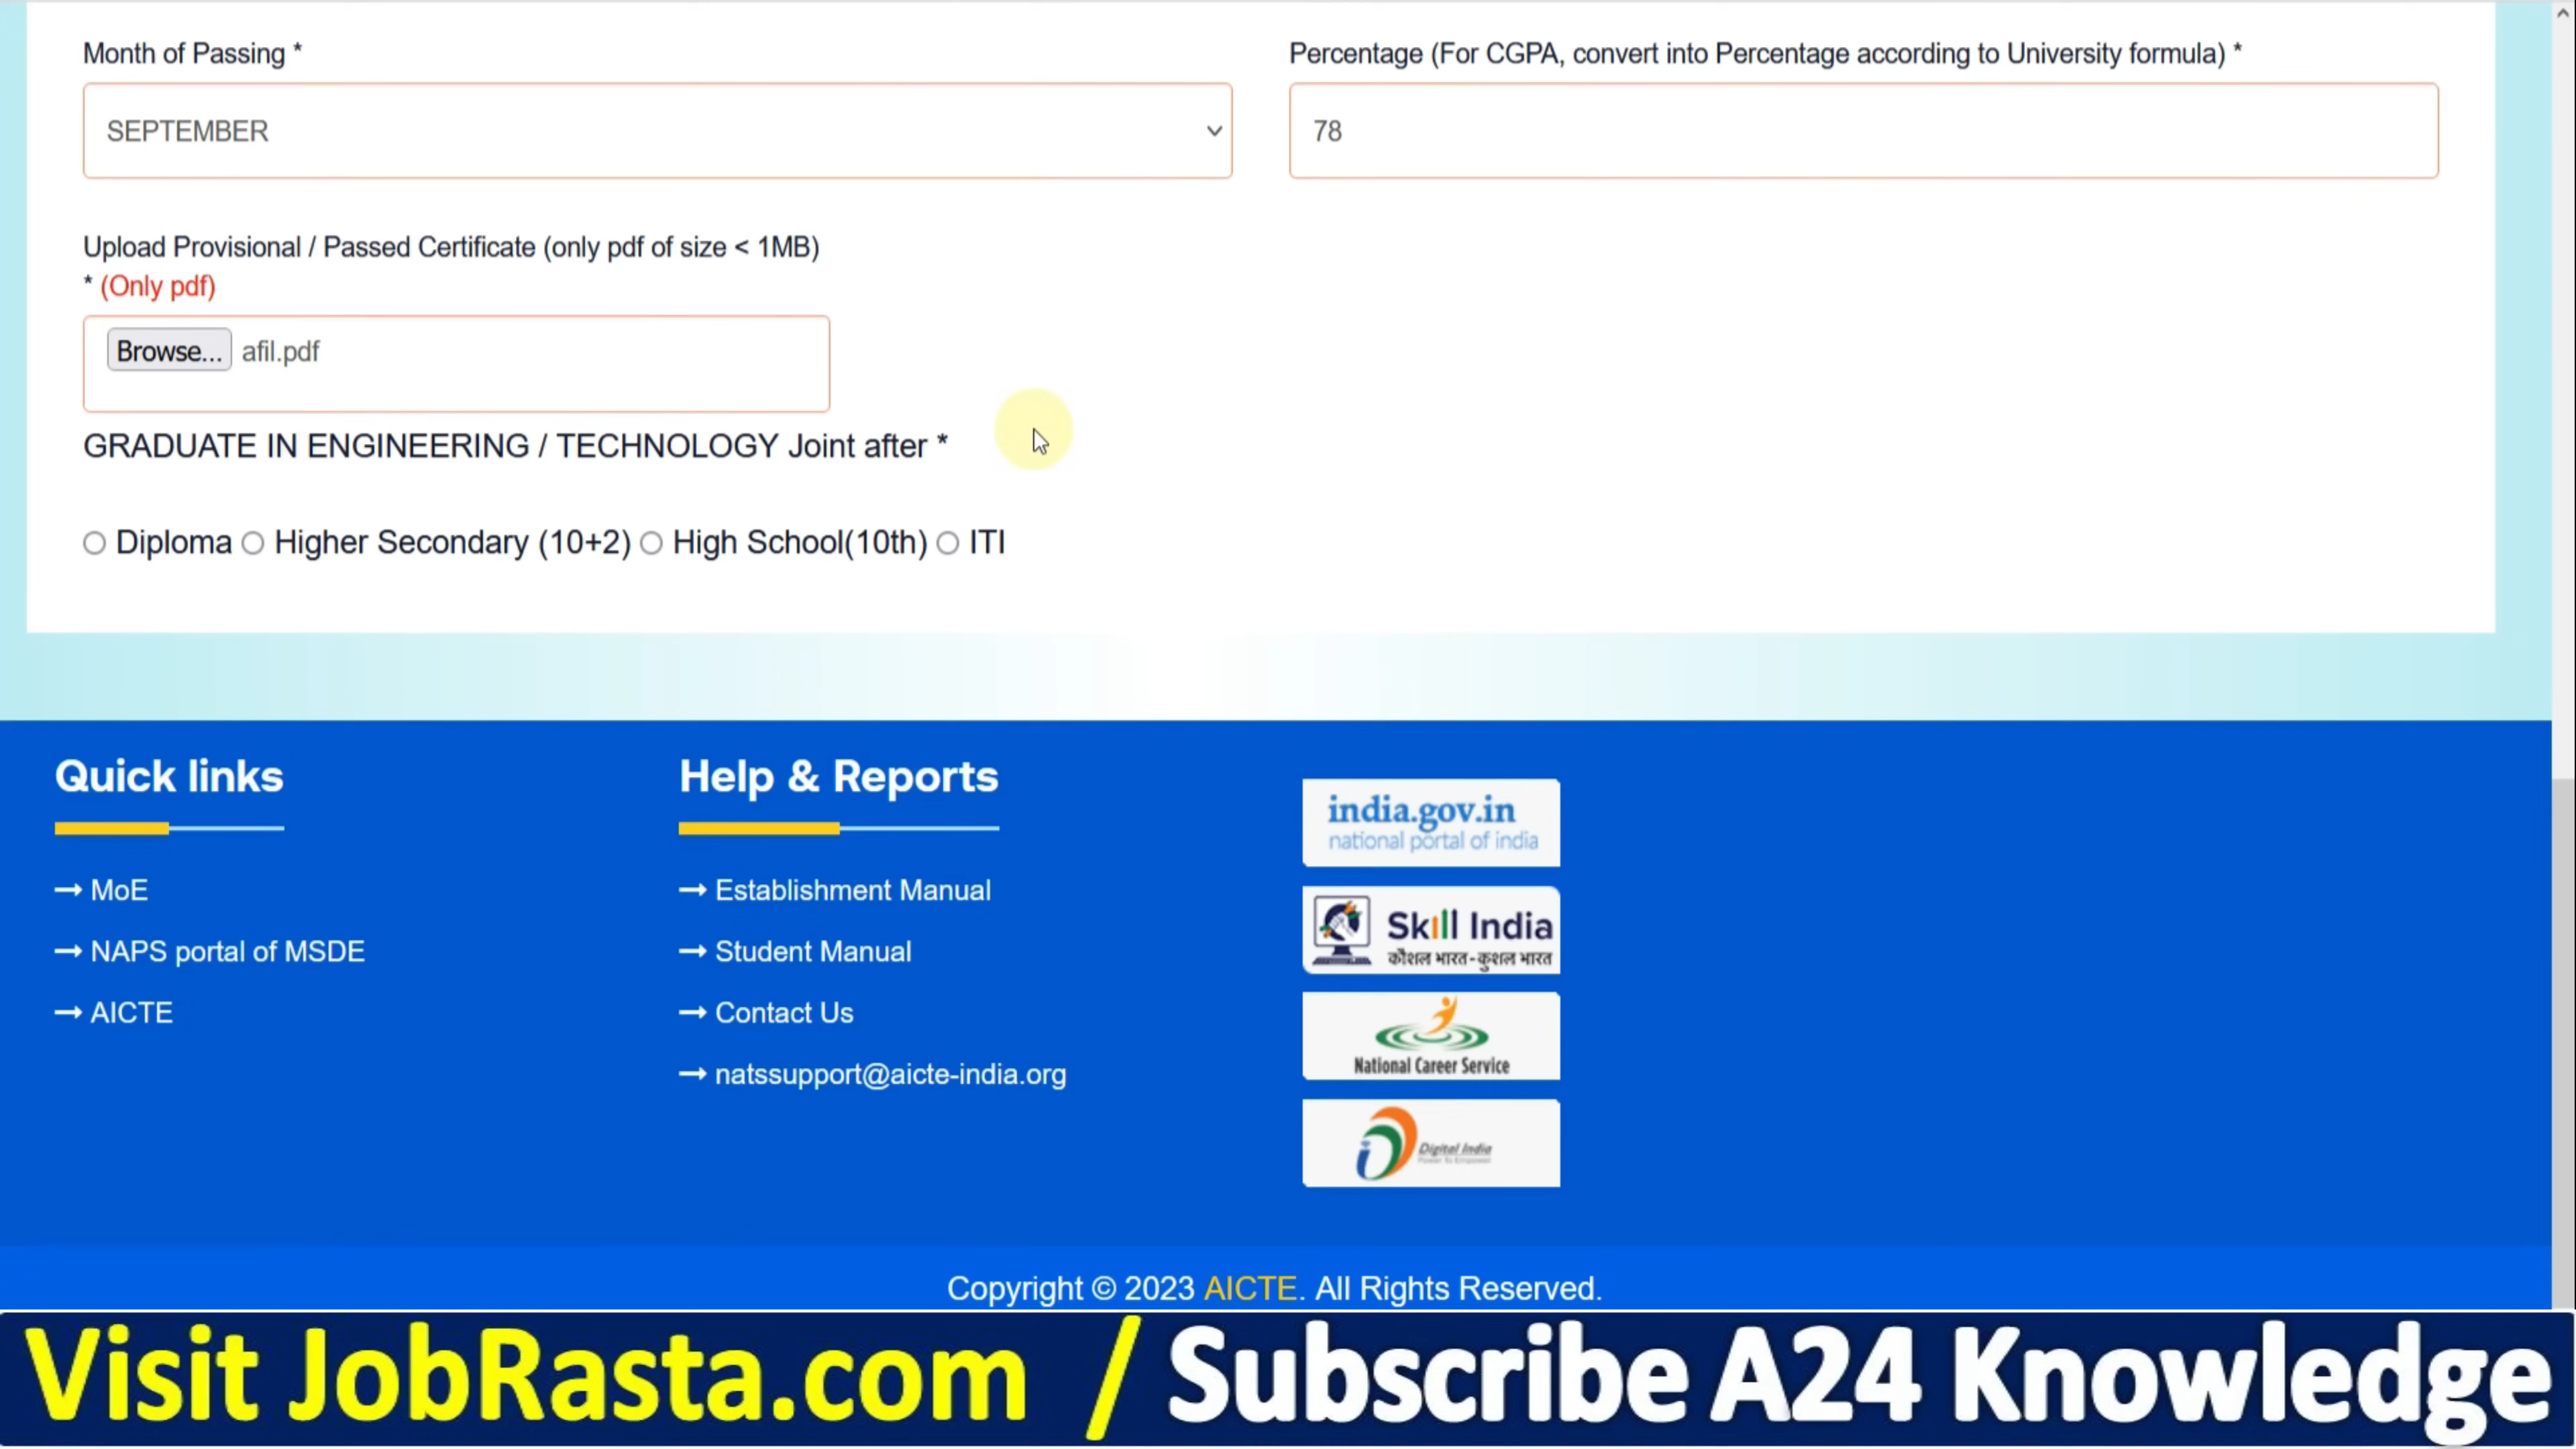 Month of Passing *
Percentage (For CGPA, convert into Percentage according to University formula) *
SEPTEMBER
78
Upload Provisional / Passed Certificate (only pdf of size < 1MB)
* (Only pdf)
Browse... afil.pdf
GRADUATE IN ENGINEERING / TECHNOLOGY Joint after *
Diploma Higher Secondary (10+2) High School(10th) ITI
Quick links
→ MoE
→ NAPS portal of MSDE
→ AICTE
Help & Reports
→ Establishment Manual
→ Student Manual
→ Contact Us
→ natssupport@aicte-india.org
india.gov.in
national portal of india
Skill India
कौशल भारत-कुशल भारत
National Career Service
Digital India
Power To Empower
Copyright © 2023 AICTE. All Rights Reserved.
Visit JobRasta.com / Subscribe A24 Knowledge